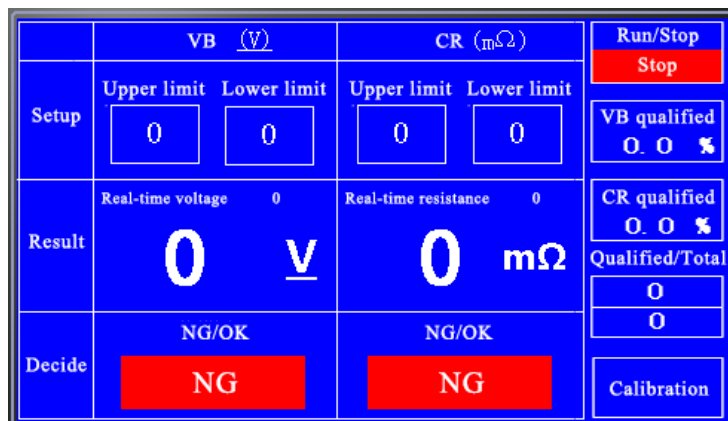 VB (V)
CR (mΩ)
Run/Stop
Stop
Setup
Upper limit Lower limit
0 0
Upper limit Lower limit
0 0
VB qualified
0.0 %
Result
Real-time voltage 0
0 V
Real-time resistance 0
0 mΩ
CR qualified
0.0 %
Qualified/Total
0
0
Decide
NG/OK
NG
NG/OK
NG
Calibration